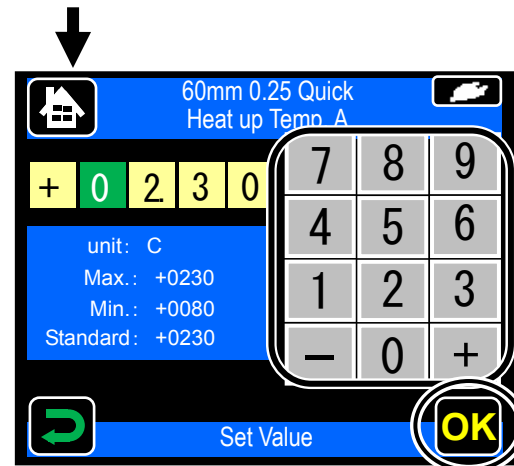 60mm 0.25 Quick
Heat up Temp. A
+ 0 2. 3 0
7 8 9
4 5 6
1 2 3
— 0 +
unit: C
Max.: +0230
Min.: +0080
Standard: +0230
Set Value
OK